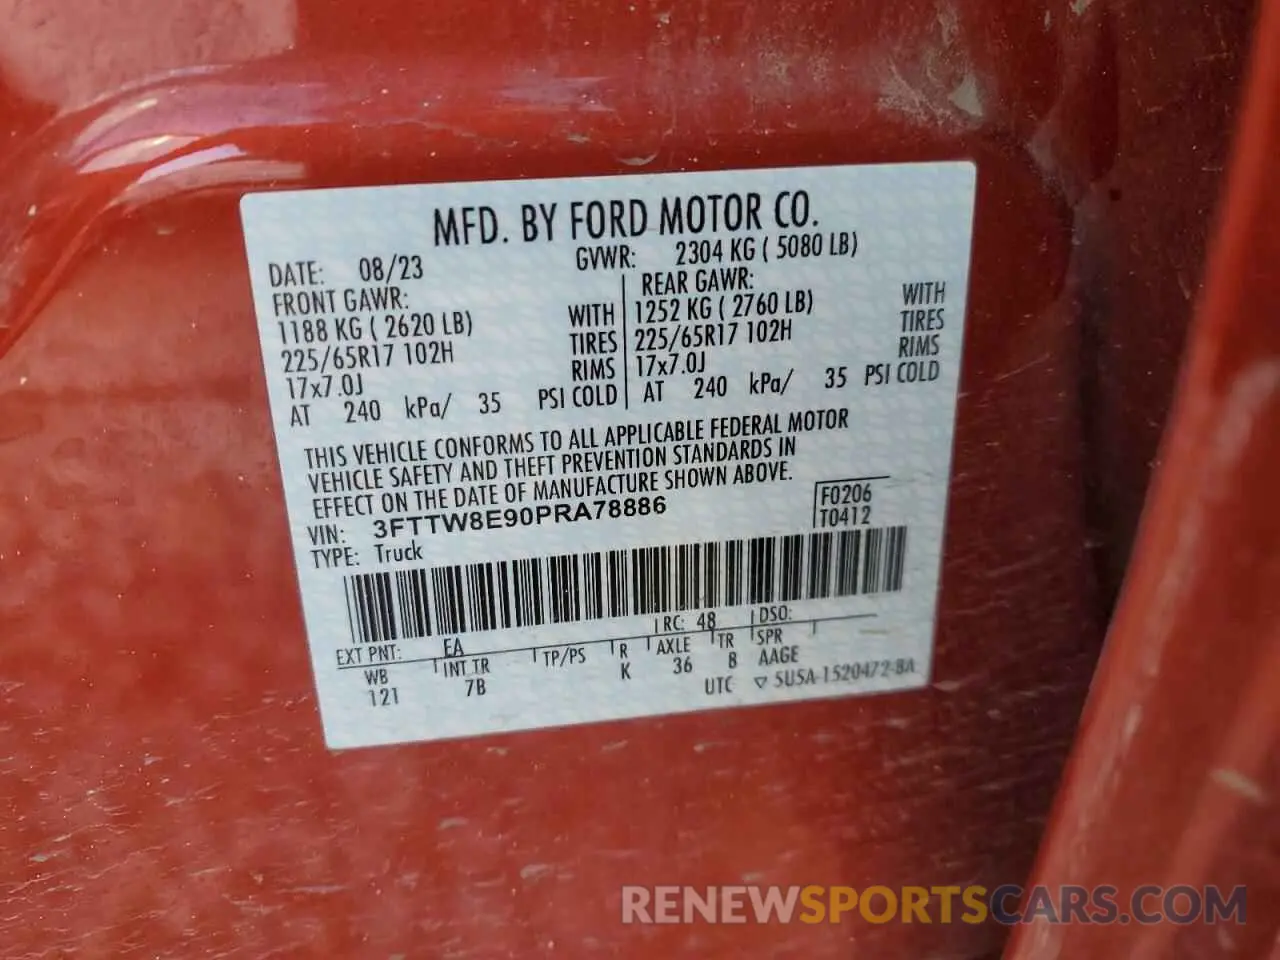 MFD. BY FORD MOTOR CO.
DATE: 08/23 GVWR: 2304 KG ( 5080 LB)
FRONT GAWR: REAR GAWR:
1188 KG ( 2620 LB) WITH 1252 KG ( 2760 LB) WITH
225/65R17 102H TIRES 225/65R17 102H TIRES
17x7.0J RIMS 17x7.0J RIMS
AT 240 kPa/ 35 PSI COLD AT 240 kPa/ 35 PSI COLD
THIS VEHICLE CONFORMS TO ALL APPLICABLE FEDERAL MOTOR
VEHICLE SAFETY AND THEFT PREVENTION STANDARDS IN
EFFECT ON THE DATE OF MANUFACTURE SHOWN ABOVE.
VIN: 3FTTW8E90PRA78886 F0206
TYPE: Truck T0412
EXT PNT: EA RC: 48 DSO:
WB INT TR TP/PS R AXLE TR SPR
121 7B K 36 8 AAGE
UTC ▽ 5U5A-1520472-BA
RENEWSPORTSCARS.COM